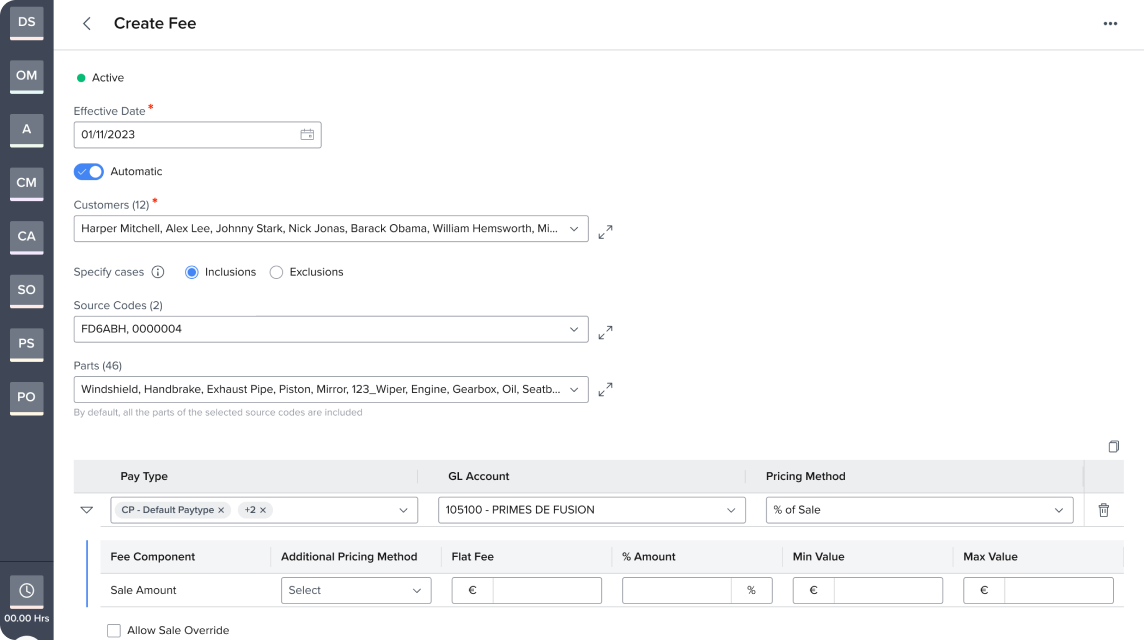 DS
OM
A
CM
CA
SO
PS
PO
00.00 Hrs
Create Fee
Active
Effective Date *
01/11/2023
Automatic
Customers (12) *
Harper Mitchell, Alex Lee, Johnny Stark, Nick Jonas, Barack Obama, William Hemsworth, Mi...
Specify cases Inclusions Exclusions
Source Codes (2)
FD6ABH, 0000004
Parts (46)
Windshield, Handbrake, Exhaust Pipe, Piston, Mirror, 123_Wiper, Engine, Gearbox, Oil, Seatb...
By default, all the parts of the selected source codes are included
Pay Type GL Account Pricing Method
CP - Default Paytype × +2 × 105100 - PRIMES DE FUSION % of Sale
Fee Component Additional Pricing Method Flat Fee % Amount Min Value Max Value
Sale Amount Select € % € €
Allow Sale Override